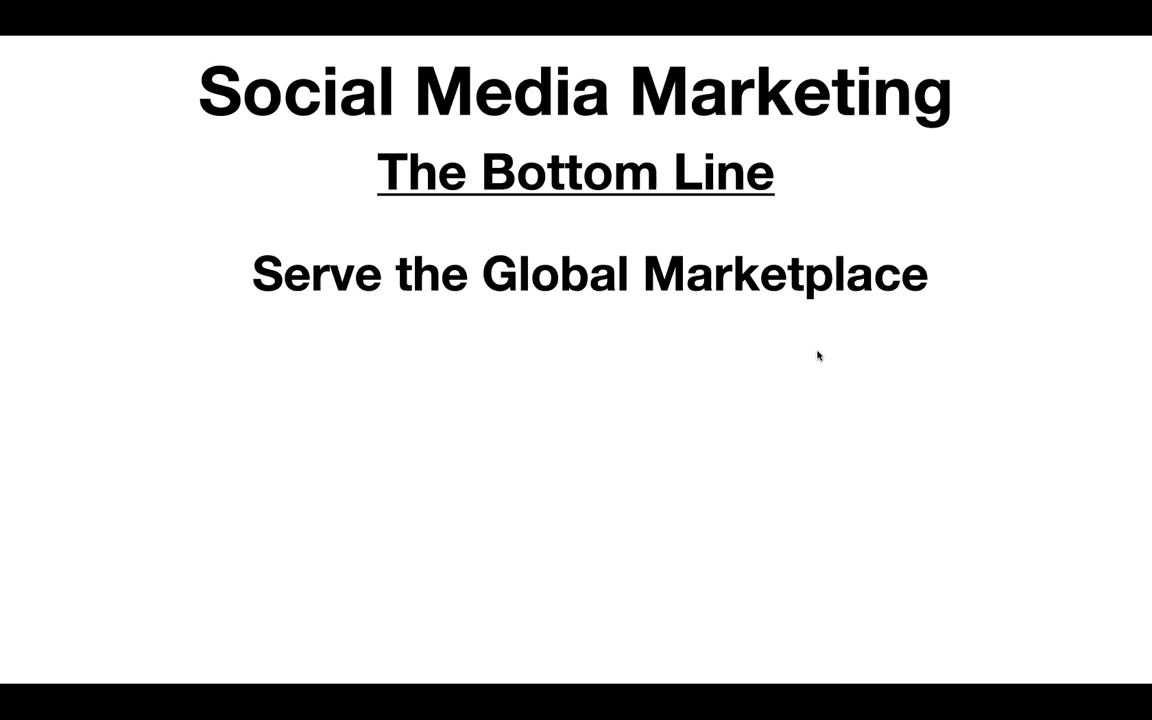 Social Media Marketing
The Bottom Line
Serve the Global Marketplace